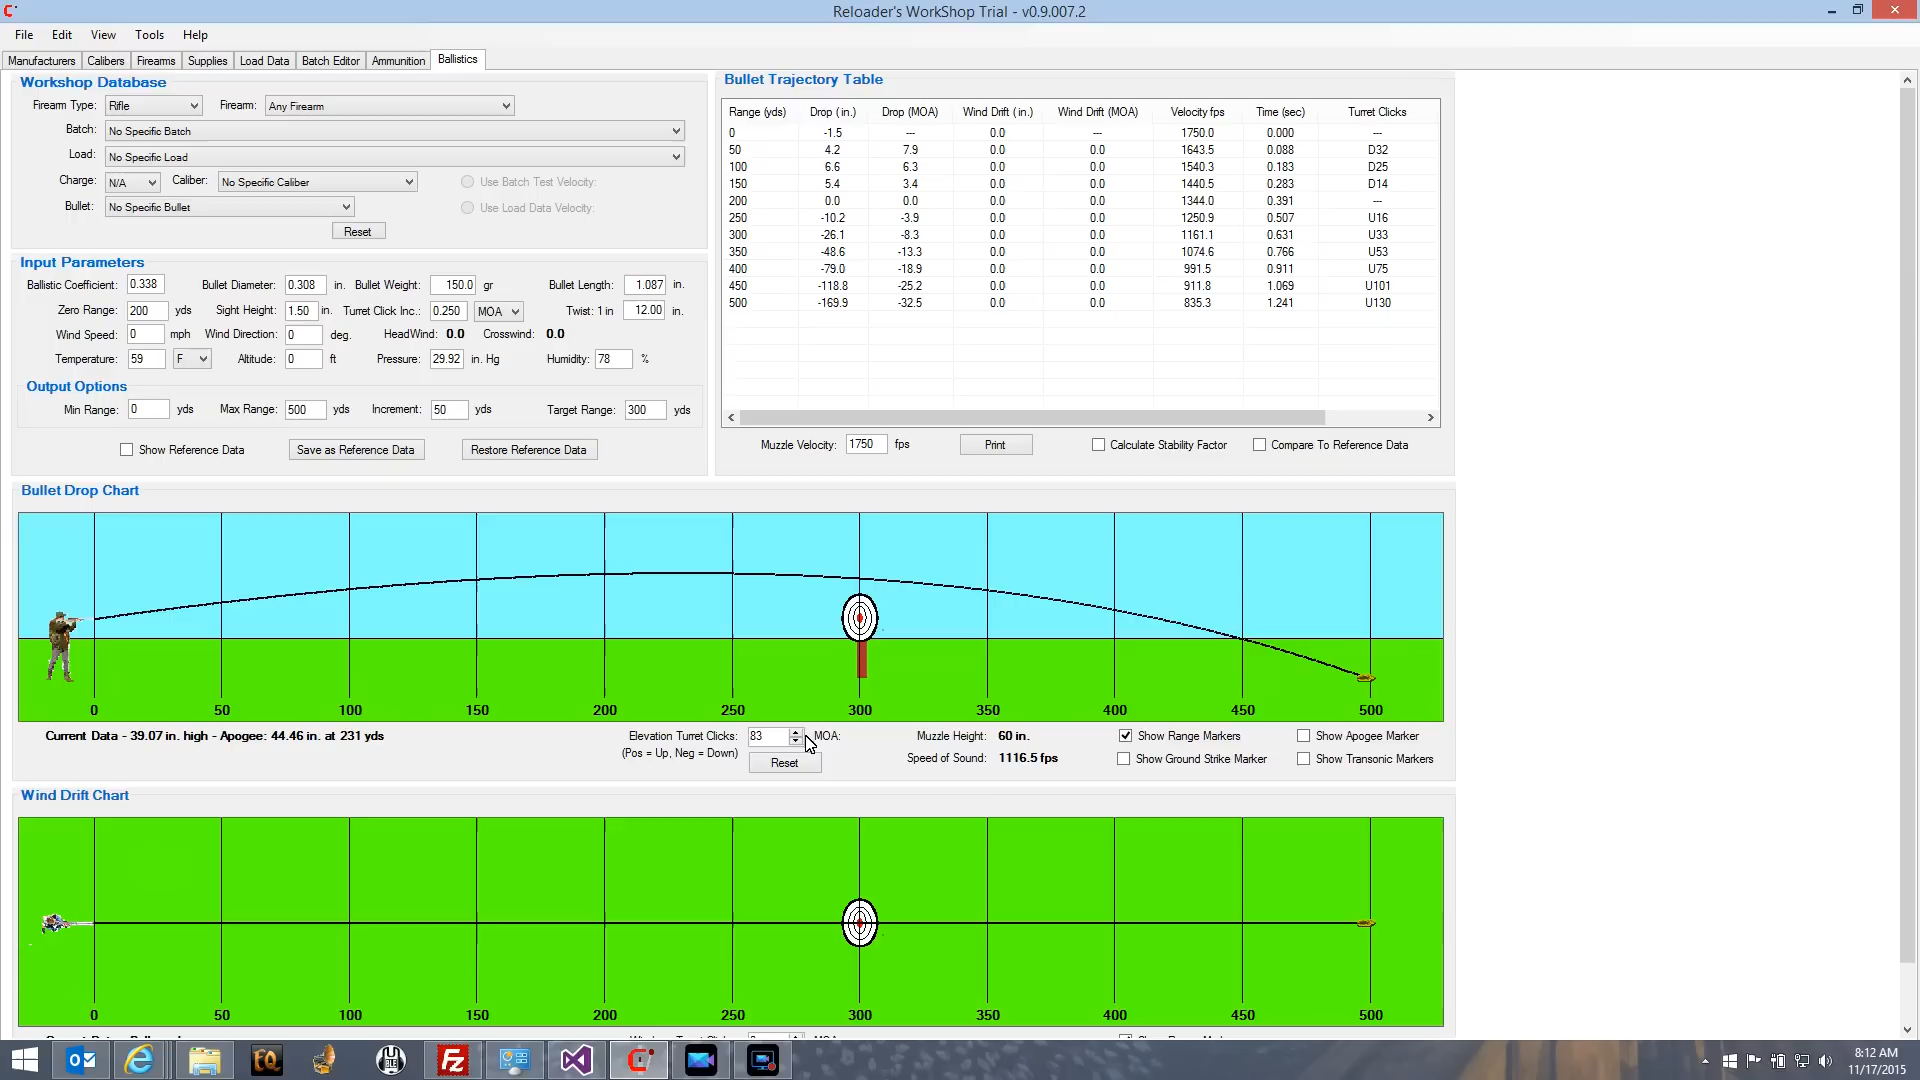 Reloader's WorkShop Trial - v0.9.007.2
File Edit View Tools Help
Manufacturers Calibers Firearms Supplies Load Data Batch Editor Ammunition Ballistics
Workshop Database
Firearm Type: Rifle Firearm: Any Firearm
Batch: No Specific Batch
Load: No Specific Load
Charge: N/A Caliber: No Specific Caliber Use Batch Test Velocity:
Bullet: No Specific Bullet Use Load Data Velocity:
Reset
Input Parameters
Ballistic Coefficient: 0.338 Bullet Diameter: 0.308 in. Bullet Weight: 150.0 gr Bullet Length: 1.087 in.
Zero Range: 200 yds Sight Height: 1.50 in. Turret Click Inc.: 0.250 MOA Twist: 1 in 12.00 in.
Wind Speed: 0 mph Wind Direction: 0 deg. HeadWind: 0.0 Crosswind: 0.0
Temperature: 59 F Altitude: 0 ft Pressure: 29.92 in. Hg Humidity: 78 %
Output Options
Min Range: 0 yds Max Range: 500 yds Increment: 50 yds Target Range: 300 yds
Show Reference Data Save as Reference Data Restore Reference Data
Bullet Trajectory Table
Range (yds) Drop (in.) Drop (MOA) Wind Drift (in.) Wind Drift (MOA) Velocity fps Time (sec) Turret Clicks
0 -1.5 --- 0.0 --- 1750.0 0.000 ---
50 4.2 7.9 0.0 0.0 1643.5 0.088 D32
100 6.6 6.3 0.0 0.0 1540.3 0.183 D25
150 5.4 3.4 0.0 0.0 1440.5 0.283 D14
200 0.0 0.0 0.0 0.0 1344.0 0.391 ---
250 -10.2 -3.9 0.0 0.0 1250.9 0.507 U16
300 -26.1 -8.3 0.0 0.0 1161.1 0.631 U33
350 -48.6 -13.3 0.0 0.0 1074.6 0.766 U53
400 -79.0 -18.9 0.0 0.0 991.5 0.911 U75
450 -118.8 -25.2 0.0 0.0 911.8 1.069 U101
500 -169.9 -32.5 0.0 0.0 835.3 1.241 U130
Muzzle Velocity: 1750 fps Print Calculate Stability Factor Compare To Reference Data
Bullet Drop Chart
0 50 100 150 200 250 300 350 400 450 500
Current Data - 39.07 in. high - Apogee: 44.46 in. at 231 yds Elevation Turret Clicks: 83 MOA: Muzzle Height: 60 in. Show Range Markers Show Apogee Marker
(Pos = Up, Neg = Down) Reset Speed of Sound: 1116.5 fps Show Ground Strike Marker Show Transonic Markers
Wind Drift Chart
0 50 100 150 200 250 300 350 400 450 500
8:12 AM
11/17/2015